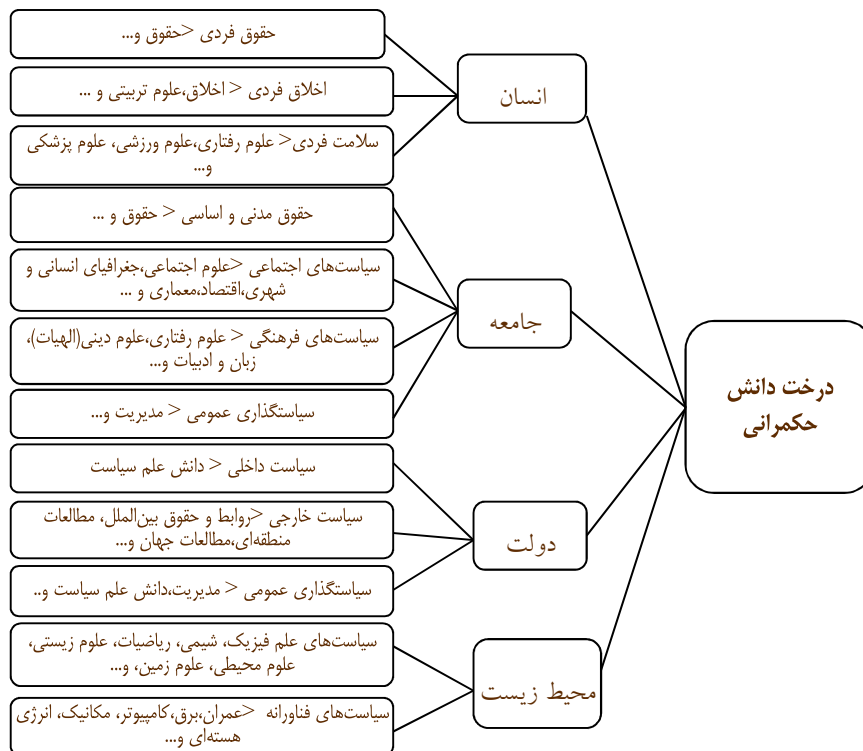 درخت دانش
حکمرانی
انسان
حقوق فردی <حقوق و...
اخلاق فردی < اخلاق،علوم تربیتی و ...
سلامت فردی< علوم رفتاری،علوم ورزشی، علوم پزشکی
و...
جامعه
حقوق مدنی و اساسی < حقوق و ...
سیاست‌های اجتماعی <علوم اجتماعی،جغرافیای انسانی و
شهری،اقتصاد،معماری و ...
سیاست‌های فرهنگی < علوم رفتاری،علوم دینی(الهیات)،
زبان و ادبیات و...
سیاستگذاری عمومی < مدیریت و...
دولت
سیاست داخلی < دانش علم سیاست
سیاست خارجی <روابط و حقوق بین‌الملل، مطالعات
منطقه‌ای،مطالعات جهان و...
سیاستگذاری عمومی < مدیریت،دانش علم سیاست و..
محیط زیست
سیاست‌های علم فیزیک، شیمی، ریاضیات، علوم زیستی،
علوم محیطی، علوم زمین، و...
سیاست‌های فناورانه <عمران،برق،کامپیوتر، مکانیک، انرژی
هسته‌ای و...